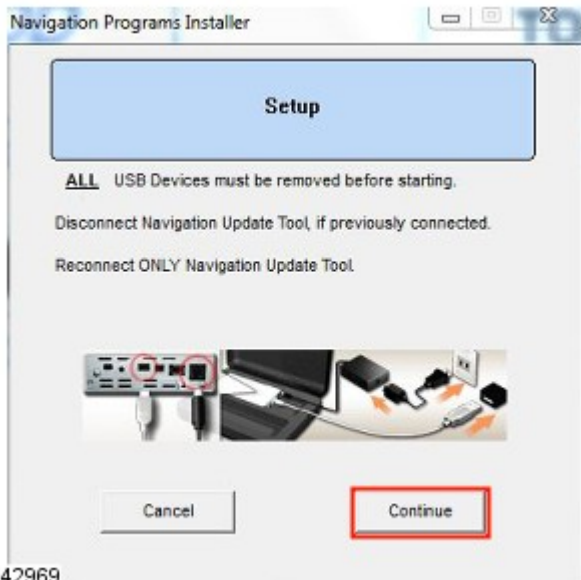 Navigation Programs Installer
Setup
ALL USB Devices must be removed before starting.
Disconnect Navigation Update Tool, if previously connected.
Reconnect ONLY Navigation Update Tool.
Cancel
Continue
42969